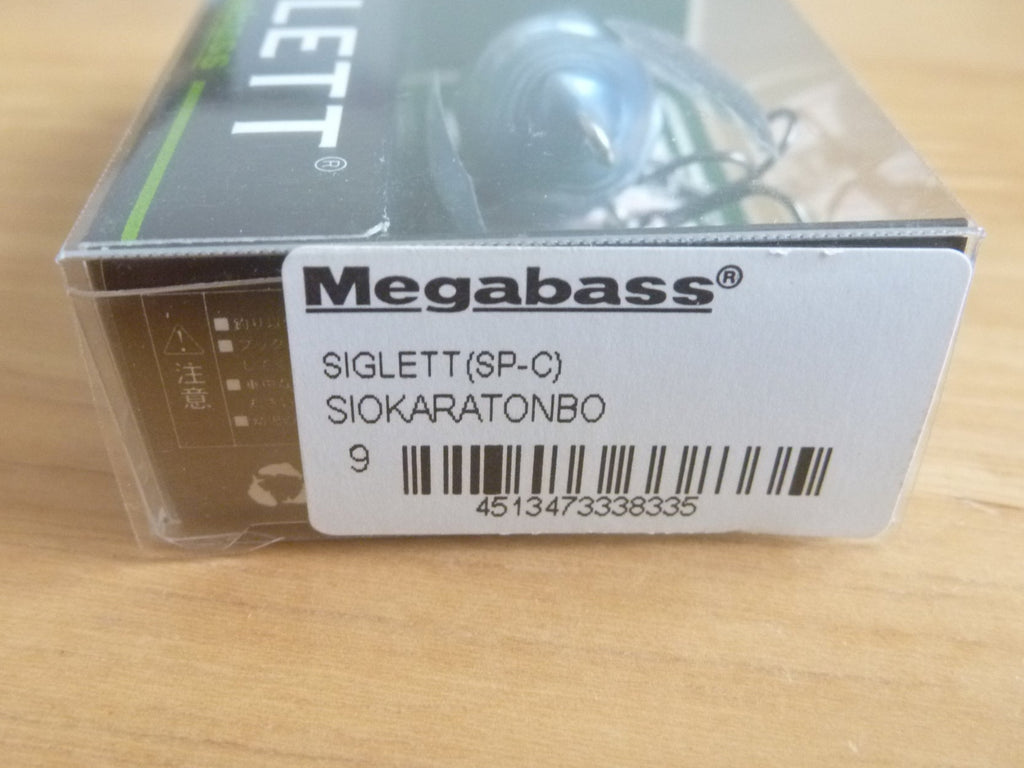 LETT®
Megabass®
SIGLETT(SP-C)
SIOKARATONBO
9
4513473338335
注意